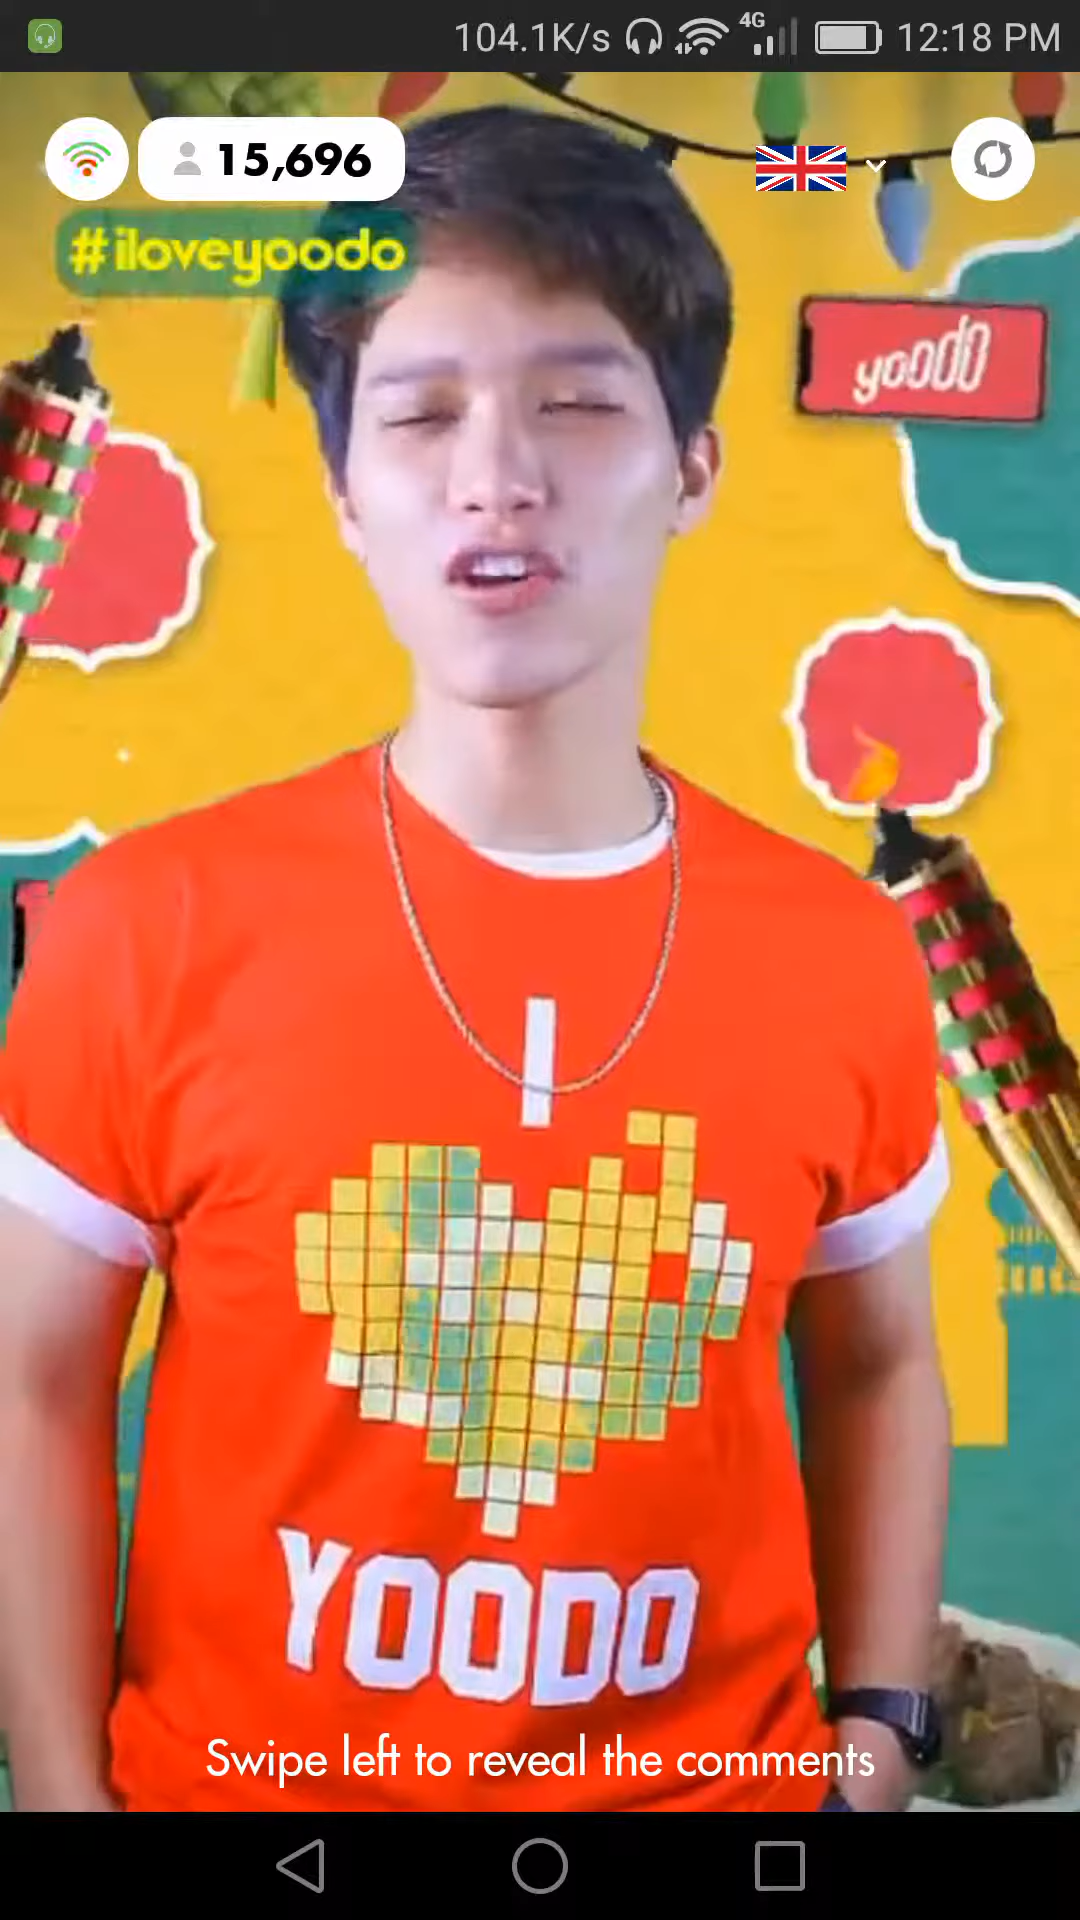 104.1K/s 4G 12:18 PM
15,696
#iloveyoodo
yoodo
I
YOODO
Swipe left to reveal the comments